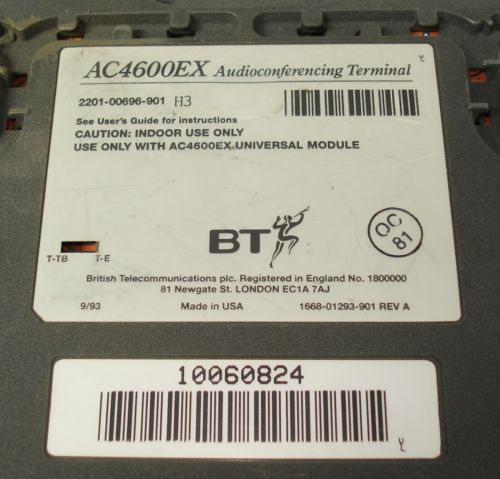 AC4600EX Audioconferencing Terminal
2201-00696-901 H3
See User's Guide for instructions
CAUTION: INDOOR USE ONLY
USE ONLY WITH AC4600EX UNIVERSAL MODULE
BT
QC
81
T-TB T-E
British Telecommunications plc. Registered in England No. 1800000
81 Newgate St. LONDON EC1A 7AJ
9/93 Made in USA 1668-01293-901 REV A
10060824